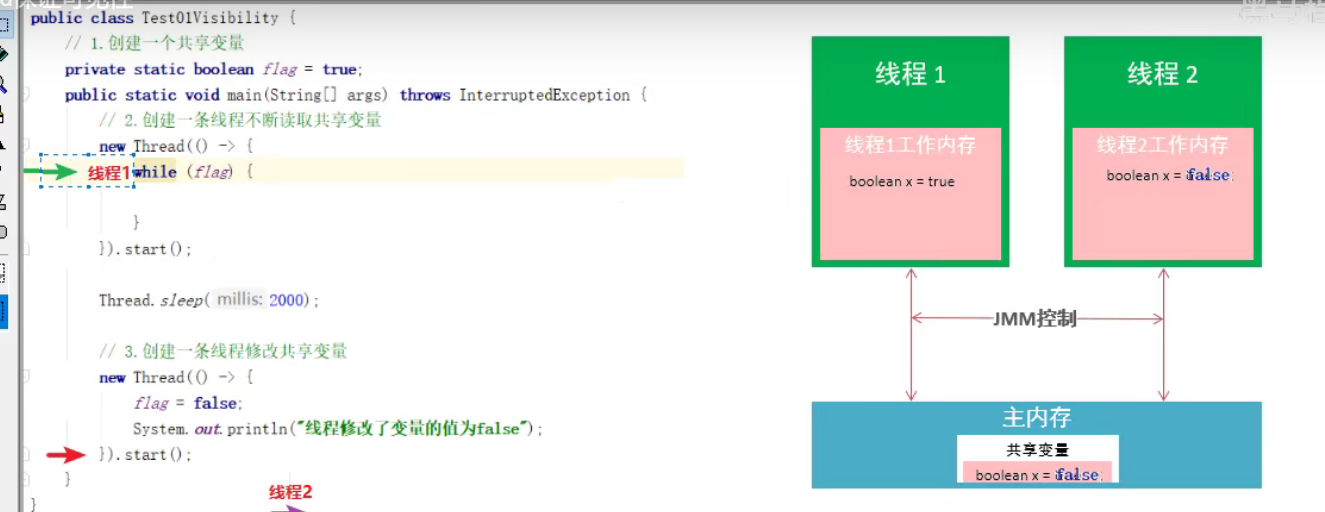 保证可见性
public class Test01Visibility {
// 1.创建一个共享变量
private static boolean flag = true;
public static void main(String[] args) throws InterruptedException {
// 2.创建一条线程不断读取共享变量
new Thread(() -> {
线程1 while (flag) {
}
}).start();
Thread.sleep( millis: 2000);
// 3.创建一条线程修改共享变量
new Thread(() -> {
flag = false;
System.out.println("线程修改了变量的值为false");
}).start();
}
线程2
}
线程 1
线程1工作内存
boolean x = true
线程 2
线程2工作内存
boolean x = false
JMM控制
主内存
共享变量
boolean x = false